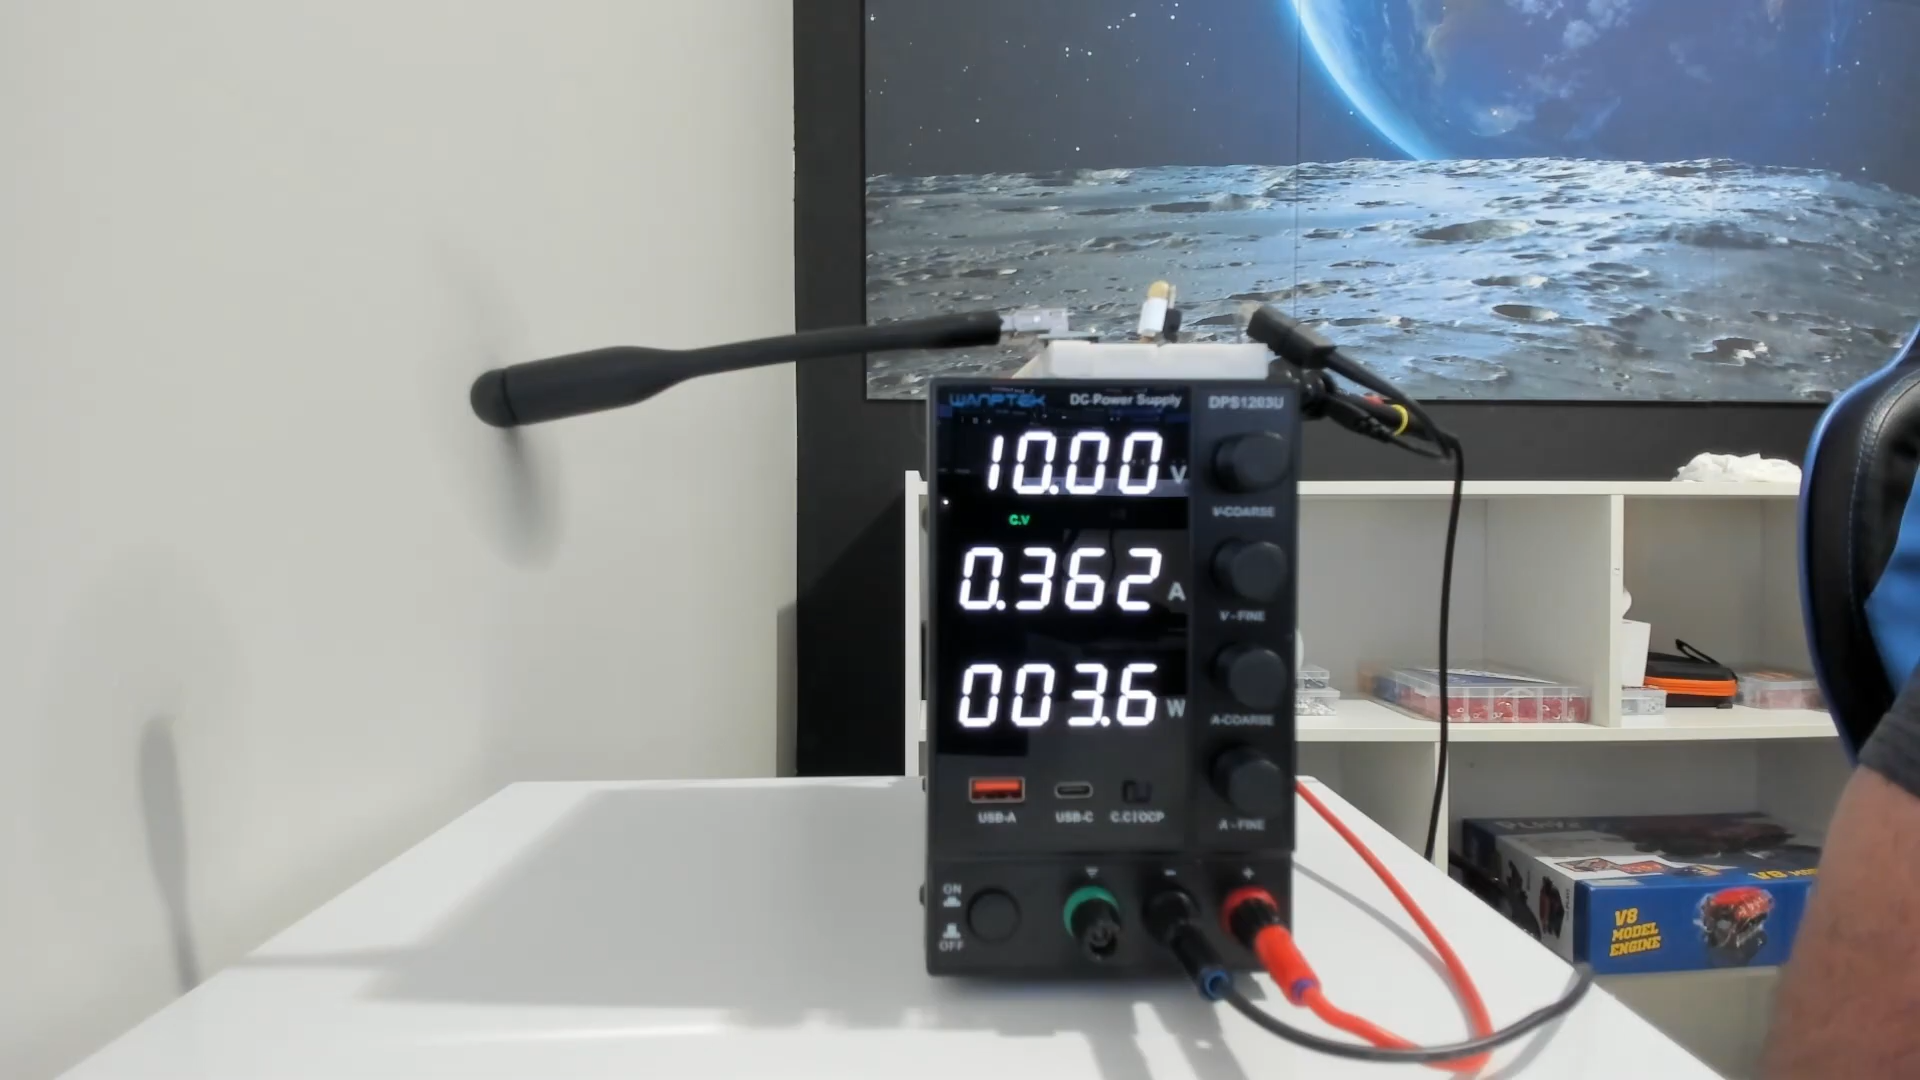 WANPTEK DC Power Supply DPS1203U
10.00 V
V-COARSE
C.V
0.362 A
V-FINE
003.6 W
A-COARSE
USB-A USB-C C.C|OCP
A-FINE
ON
OFF
V8
MODEL
ENGINE
V8